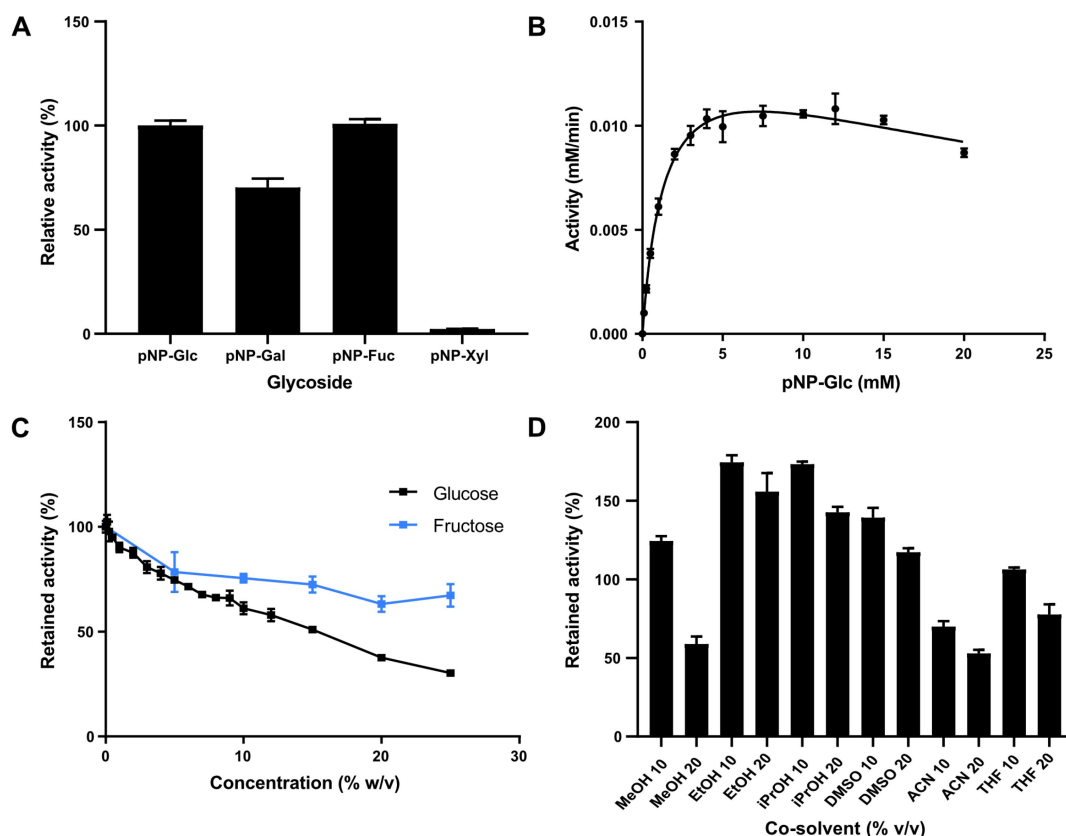 A
150
100
50
0
Relative activity (%)
pNP-Glc pNP-Gal pNP-Fuc pNP-Xyl
Glycoside
B
0.015
0.010
0.005
0.000
Activity (mM/min)
0 5 10 15 20 25
pNP-Glc (mM)
C
150
100
50
0
Retained activity (%)
Glucose
Fructose
0 10 20 30
Concentration (% w/v)
D
200
150
100
50
0
Retained activity (%)
MeOH 10
MeOH 20
EtOH 10
EtOH 20
iPrOH 10
iPrOH 20
DMSO 10
DMSO 20
ACN 10
ACN 20
THF 10
THF 20
Co-solvent (% v/v)